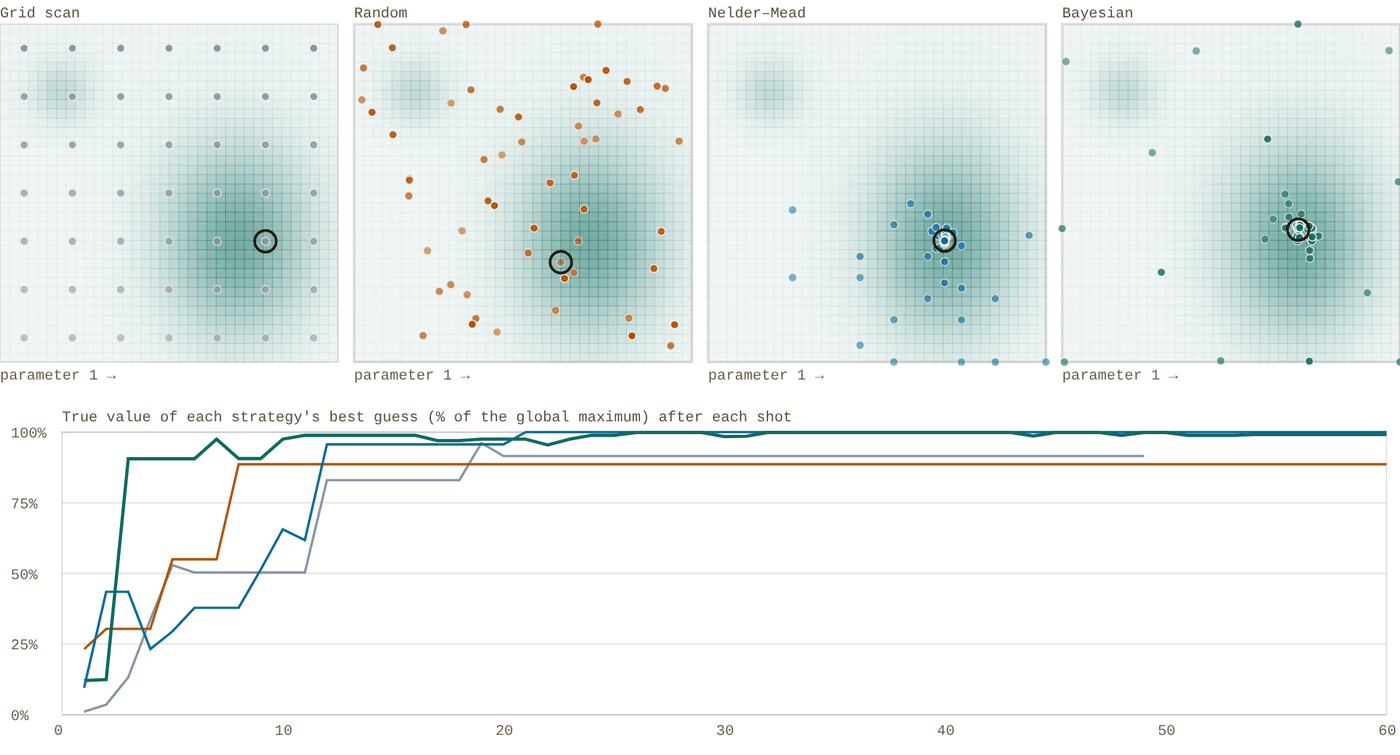 Grid scan
Random
Nelder–Mead
Bayesian
parameter 1 →
parameter 1 →
parameter 1 →
parameter 1 →
True value of each strategy's best guess (% of the global maximum) after each shot
100%
75%
50%
25%
0%
0
10
20
30
40
50
60